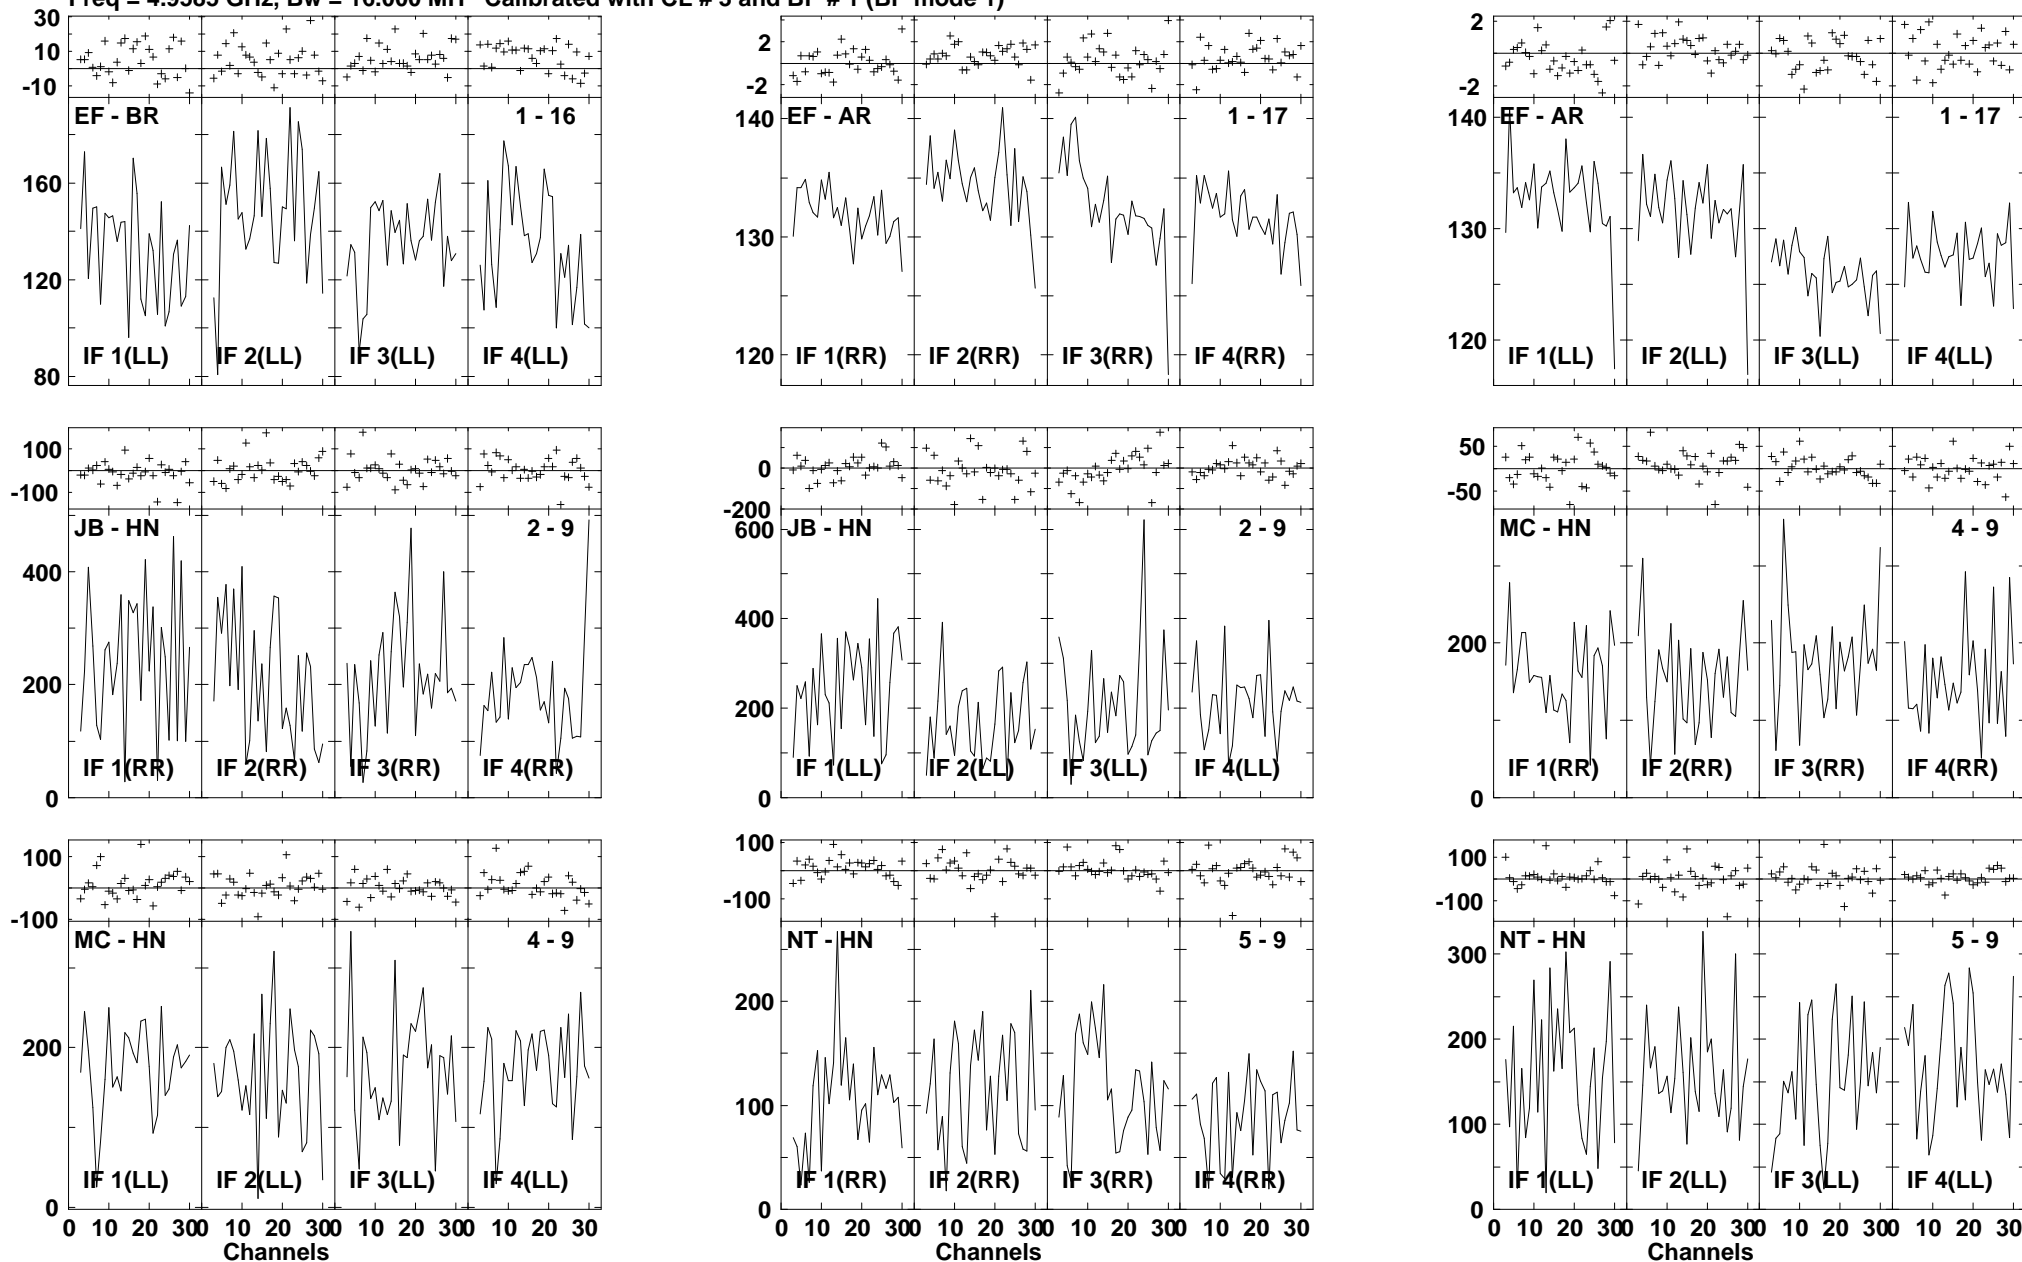 Freq = 4.9585 GHz, Bw = 16.000 MH Calibrated with CL # 3 and BP # 1 (BP mode 1)
30 10 -10
2 -2
2 -2
EF - BR 1 - 16
EF - AR 1 - 17
EF - AR 1 - 17
160 120 80
140 130 120
140 130 120
IF 1(LL) IF 2(LL) IF 3(LL) IF 4(LL)
IF 1(RR) IF 2(RR) IF 3(RR) IF 4(RR)
IF 1(LL) IF 2(LL) IF 3(LL) IF 4(LL)
100 -100
0 -200
50 -50
JB - HN 2 - 9
JB - HN 2 - 9
MC - HN 4 - 9
400 200 0
600 400 200 0
200 0
IF 1(RR) IF 2(RR) IF 3(RR) IF 4(RR)
IF 1(LL) IF 2(LL) IF 3(LL) IF 4(LL)
IF 1(RR) IF 2(RR) IF 3(RR) IF 4(RR)
100 -100
100 -100
100 -100
MC - HN 4 - 9
NT - HN 5 - 9
NT - HN 5 - 9
200 0
200 100 0
300 200 100 0
IF 1(LL) IF 2(LL) IF 3(LL) IF 4(LL)
IF 1(RR) IF 2(RR) IF 3(RR) IF 4(RR)
IF 1(LL) IF 2(LL) IF 3(LL) IF 4(LL)
0 10 20 30 0 10 20 30 0 10 20 30 0 10 20 30
0 10 20 30 0 10 20 30 0 10 20 30 0 10 20 30
0 10 20 30 0 10 20 30 0 10 20 30 0 10 20 30
Channels
Channels
Channels